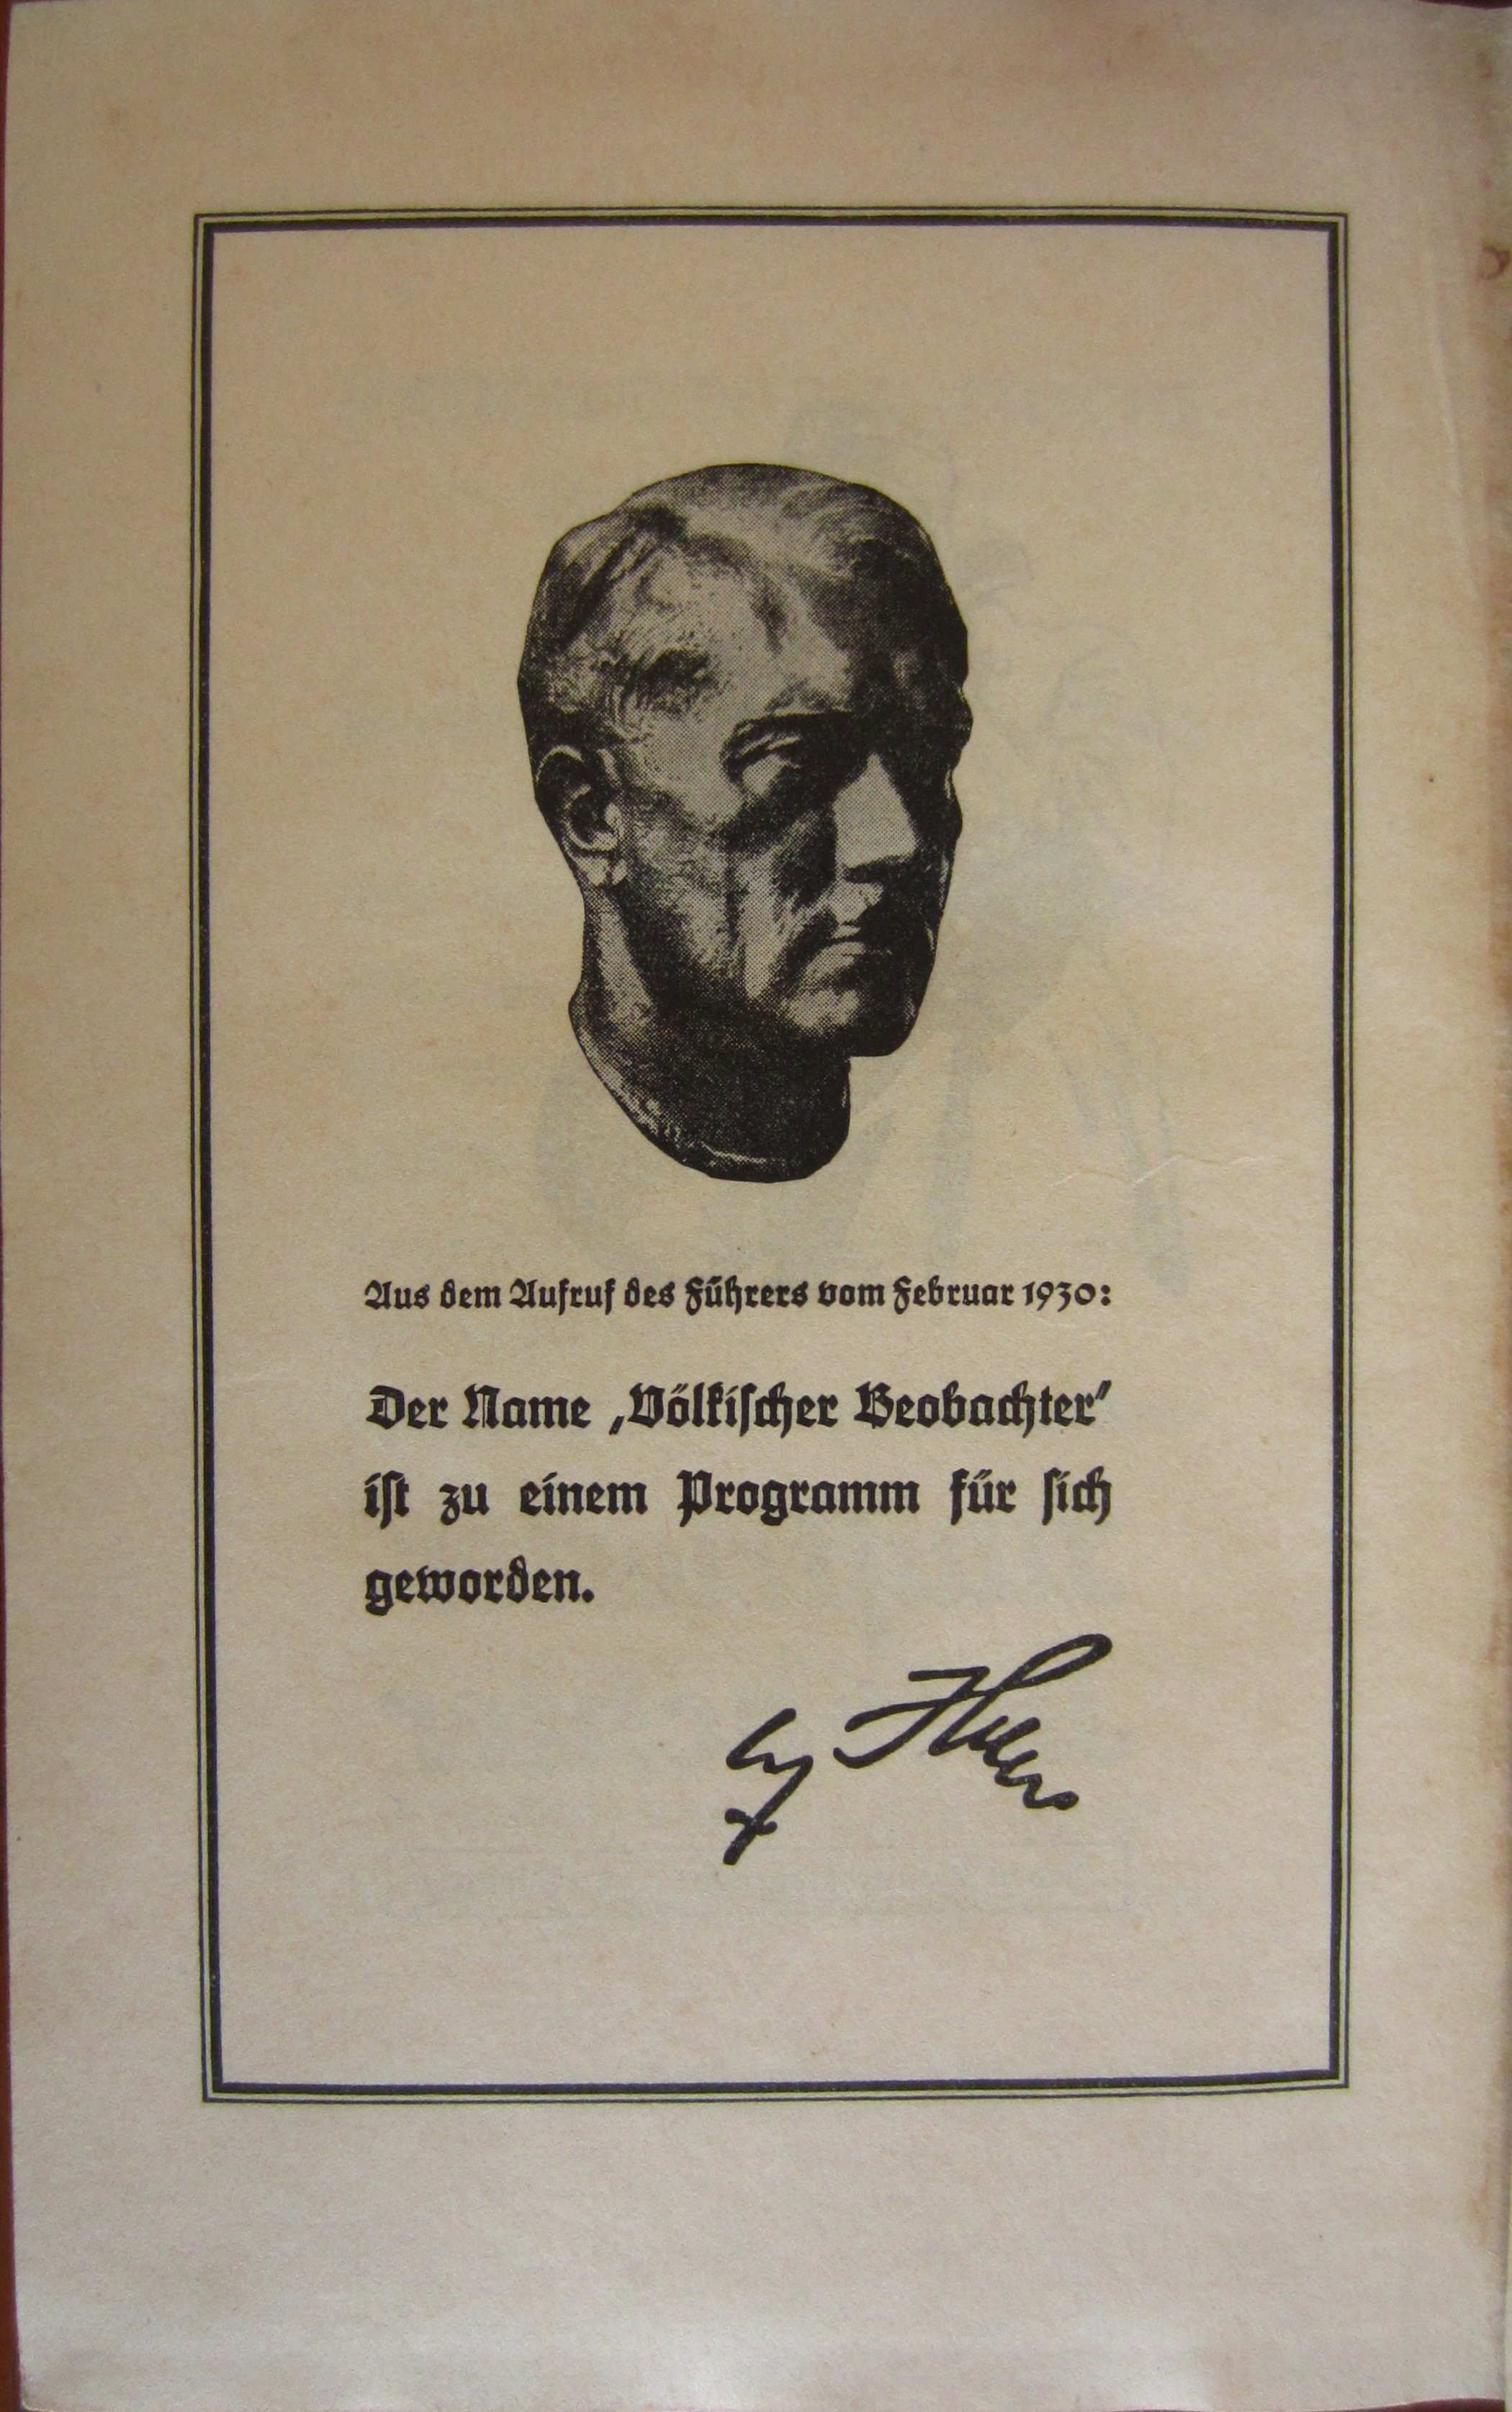 Aus dem Aufruf des Führers vom Februar 1930:
Der Name ‚Völkischer Beobachter‘
ist zu einem Programm für sich
geworden.